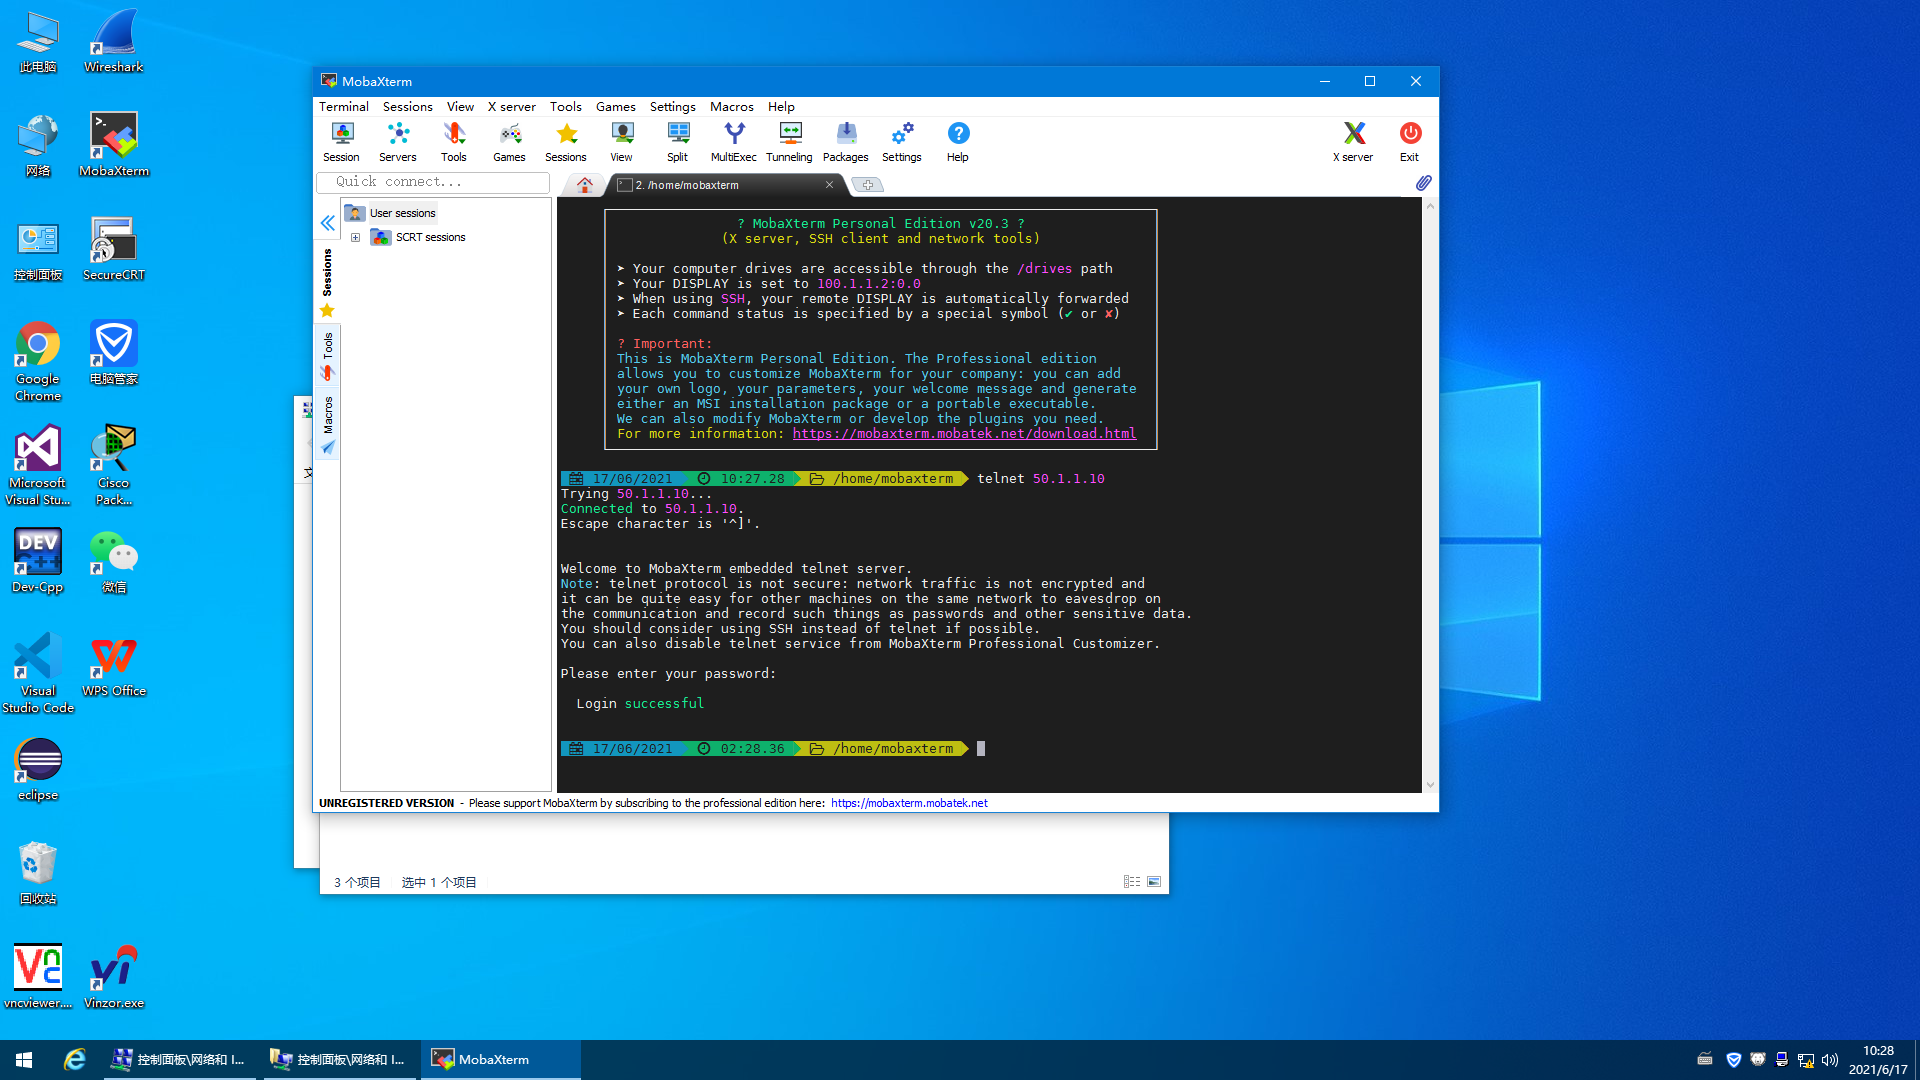 此电脑
Wireshark
网络
MobaXterm
控制面板
SecureCRT
Google
Chrome
电脑管家
Microsoft
Visual Stu...
Cisco
Pack...
DEV
C++
Dev-Cpp
微信
Visual
Studio Code
WPS Office
eclipse
回收站
vncviewer....
Vinzor.exe
MobaXterm
Terminal Sessions View X server Tools Games Settings Macros Help
Session Servers Tools Games Sessions View Split MultiExec Tunneling Packages Settings Help X server Exit
Quick connect...
2. /home/mobaxterm
User sessions
SCRT sessions
Sessions
Tools
Macros
? MobaXterm Personal Edition v20.3 ?
(X server, SSH client and network tools)
➤ Your computer drives are accessible through the /drives path
➤ Your DISPLAY is set to 100.1.1.2:0.0
➤ When using SSH, your remote DISPLAY is automatically forwarded
➤ Each command status is specified by a special symbol (✔ or ✘)
? Important:
This is MobaXterm Personal Edition. The Professional edition
allows you to customize MobaXterm for your company: you can add
your own logo, your parameters, your welcome message and generate
either an MSI installation package or a portable executable.
We can also modify MobaXterm or develop the plugins you need.
For more information: https://mobaxterm.mobatek.net/download.html
17/06/2021 10:27.28 /home/mobaxterm telnet 50.1.1.10
Trying 50.1.1.10...
Connected to 50.1.1.10.
Escape character is '^]'.
Welcome to MobaXterm embedded telnet server.
Note: telnet protocol is not secure: network traffic is not encrypted and
it can be quite easy for other machines on the same network to eavesdrop on
the communication and record such things as passwords and other sensitive data.
You should consider using SSH instead of telnet if possible.
You can also disable telnet service from MobaXterm Professional Customizer.
Please enter your password:
Login successful
17/06/2021 02:28.36 /home/mobaxterm
UNREGISTERED VERSION - Please support MobaXterm by subscribing to the professional edition here: https://mobaxterm.mobatek.net
3 个项目 选中 1 个项目
控制面板\网络和 I...
控制面板\网络和 I...
MobaXterm
10:28
2021/6/17